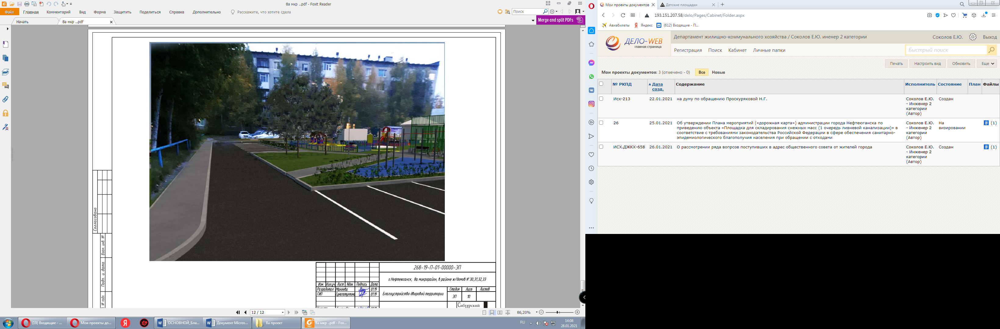 8а мкр ..pdf - Foxit Reader
Файл Главная Комментарий Вид Форма Защитить Поделиться Справка Дополнительно Расскажите, что хотите сделать Поиск
Начать 8а мкр ..pdf Merge and split PDFs
Согласовано
Взам. инв. №
Подп. и дата
№ подл.
268-19-П-01-00000-ЭП
г.Нефтеюганск, 8а микрорайон, в районе ж/домов № 30,31,32,33
Изм. Кол.уч Лист Nдок. Подпись Дата
Разработал Макеева 01.19
ГИП Сунагатуллина 01.19
Благоустройство дворовой территории
Стадия Лист Листов
ЭП 10
Сибирский
12 / 12 86,20%
Мои проекты документов Детские площадки
193.151.207.58/delo/Pages/Cabinet/Folder.aspx
Авиабилеты Яндекс (612) Входящие - П...
ДЕЛО-WEB
главная страница
Департамент жилищно-коммунального хозяйства / Соколов Е.Ю. иненер 2 категории Соколов Е.Ю. Выход
Регистрация Поиск Кабинет Личные папки Быстрый поиск
Печать Настроить вид Обновить Еще
Мои проекты документов: 3 (отмечено - 0) Все Новые
№ РКПД Дата созд. Содержание Исполнитель Состояние План Файлы
Исх-213 22.01.2021 на думу по обращению Проскуряковой Н.Г. Соколов Е.Ю. Создан
- Инженер 2
категории
(Автор)
26 25.01.2021 Об утверждении Плана мероприятий («дорожная карта») администрации города Нефтеюганска по Соколов Е.Ю. На (1)
приведению объекта «Площадка для складирования снежных масс (1 очередь ливневой канализации)» в - Инженер 2 визировании
соответствие с требованиями законодательства Российской Федерации в сфере обеспечения санитарно- категории
эпидемиологического благополучия населения при обращении с отходами (Автор)
ИСХ.ДЖКХ-658 26.01.2021 О рассмотрении ряда вопрсов поступивших в адрес общественного совета от жителей города Соколов Е.Ю. Создан (1)
- Инженер 2
категории
(Автор)
(19) Входящие - ... Мои проекты до... ОСНОВНОЙ_Бла... Документ Micros... 8а проект 8а мкр ..pdf - Fox... RU 14:08
28.01.2021